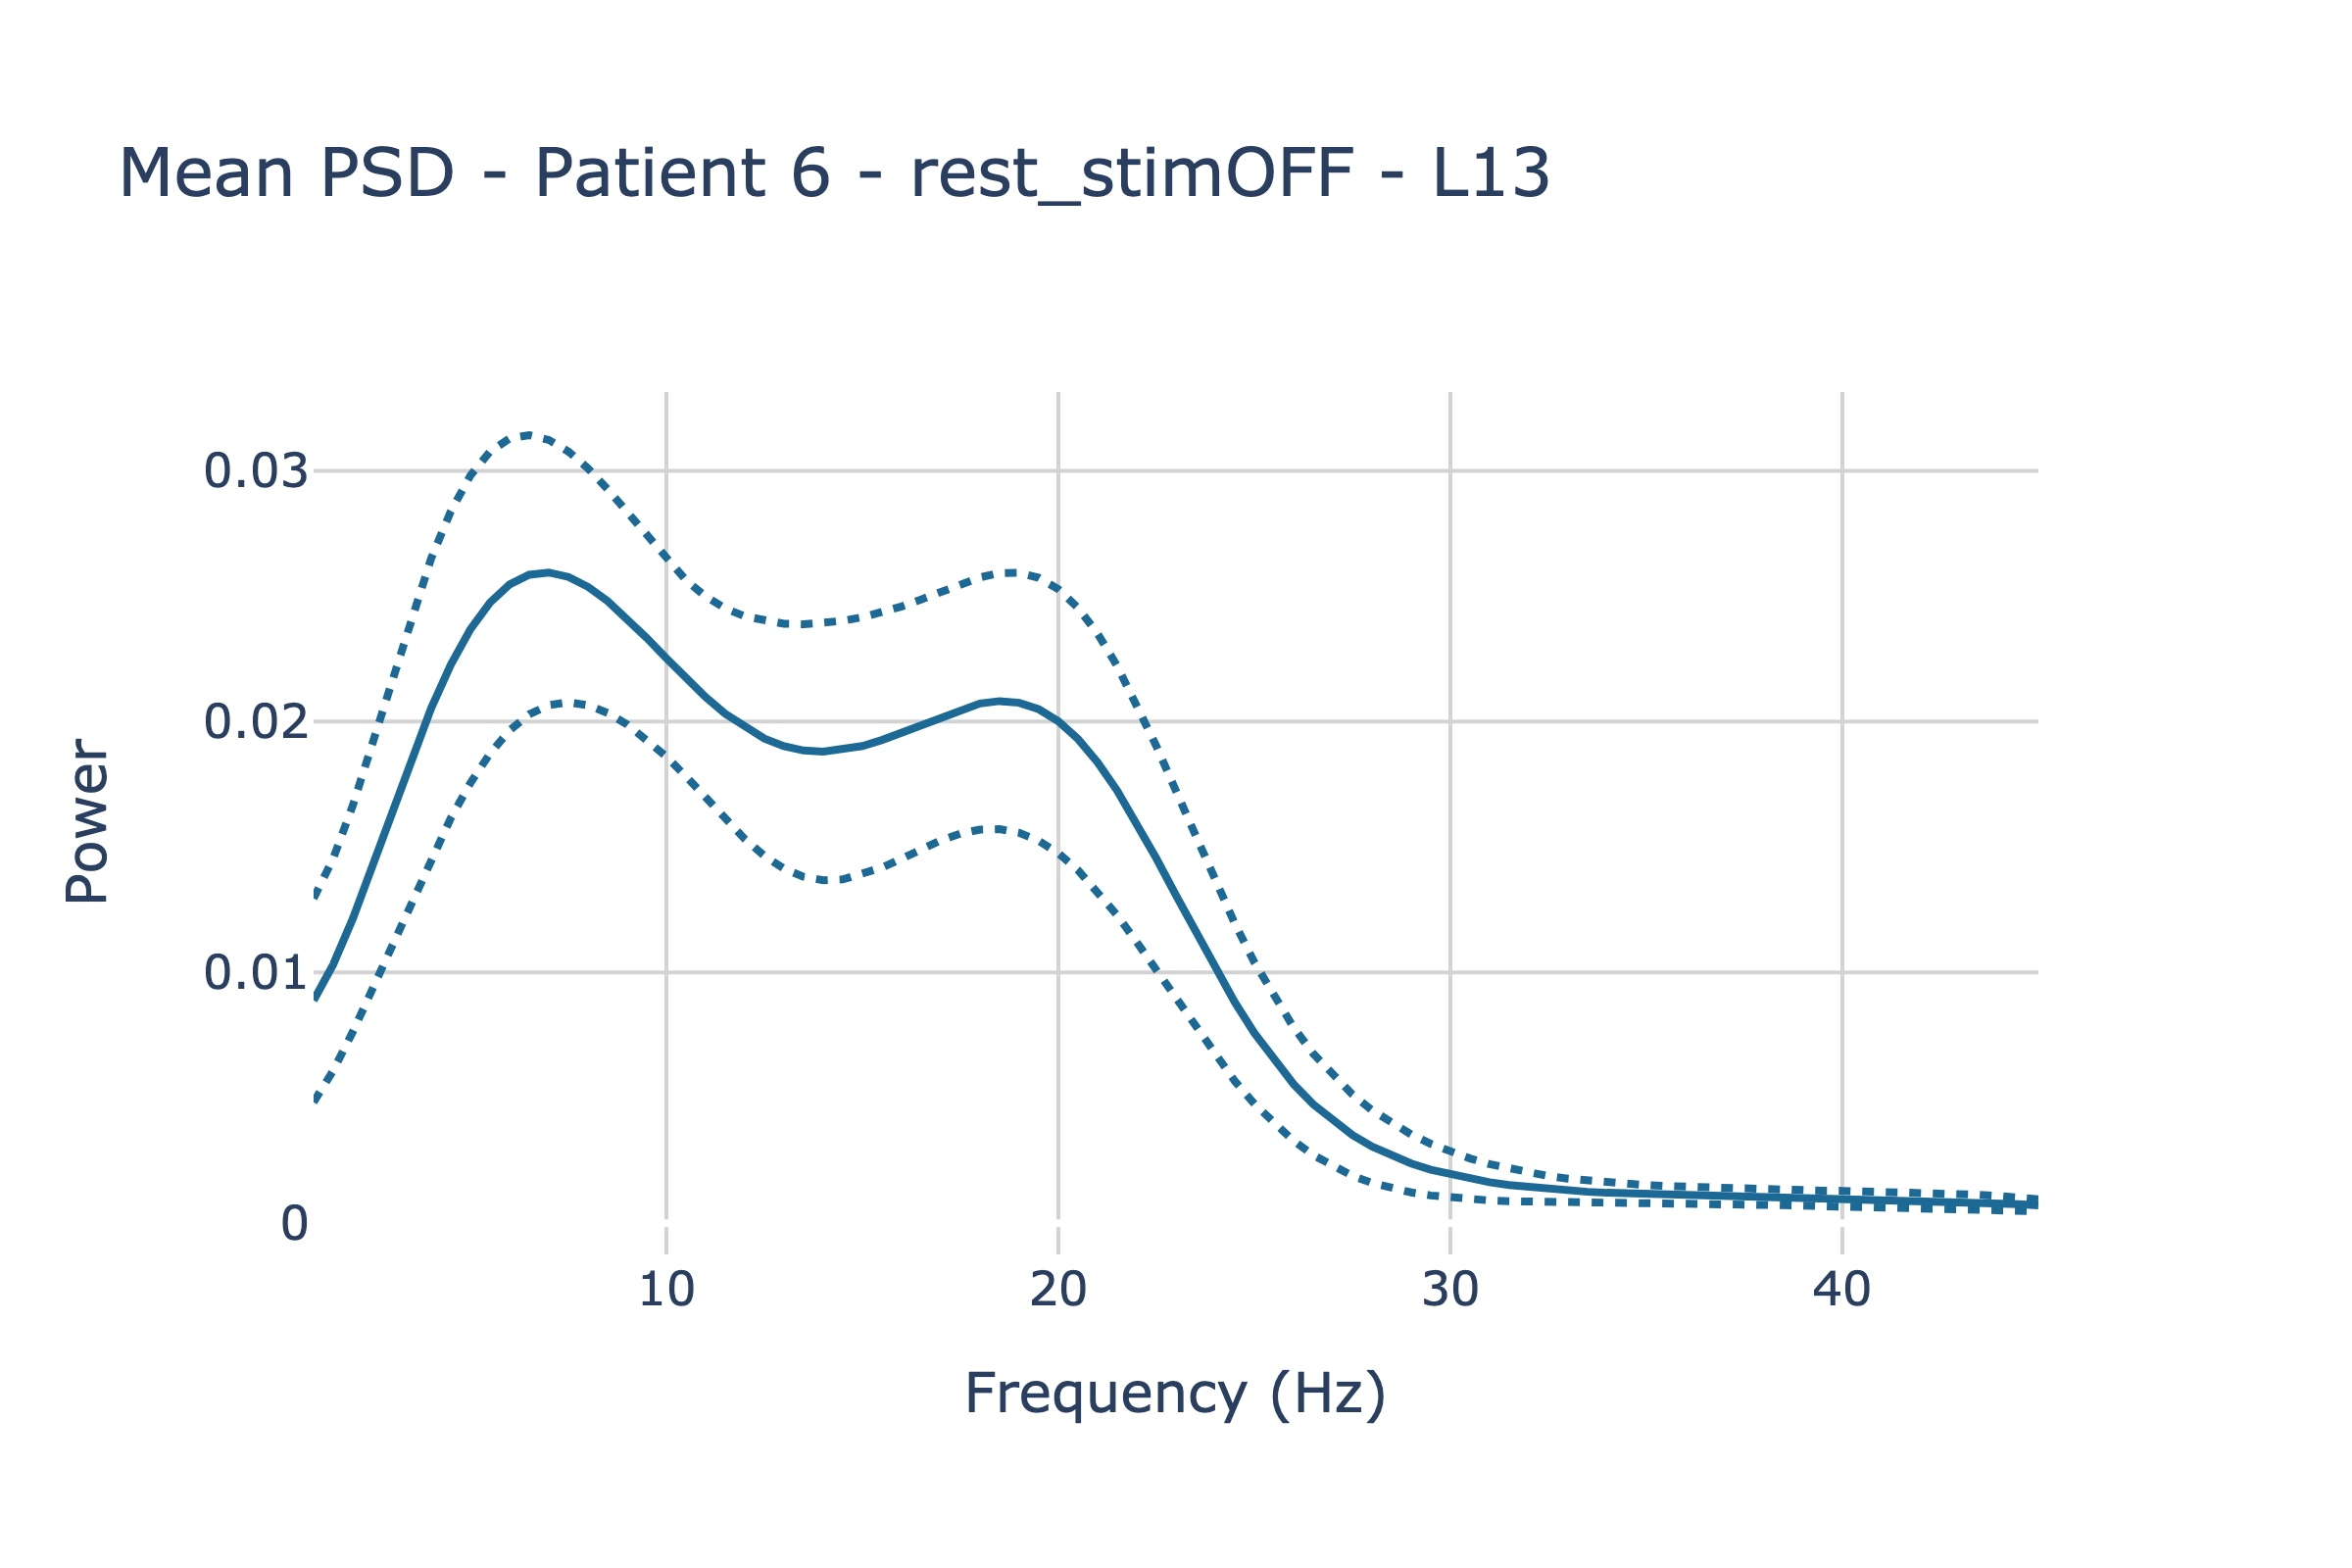 Mean PSD - Patient 6 - rest_stimOFF - L13
0.03
0.02
0.01
0
Power
10 20 30 40
Frequency (Hz)